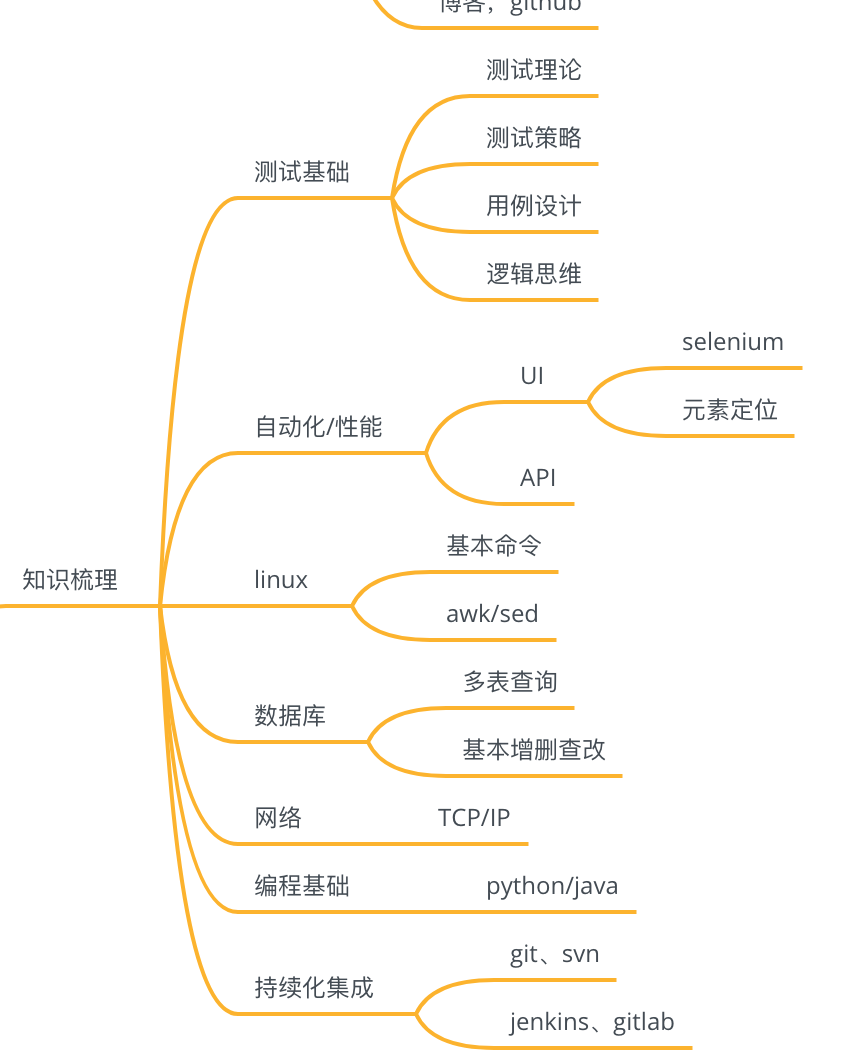 博客，github
测试理论
测试策略
测试基础
用例设计
逻辑思维
selenium
UI
元素定位
自动化/性能
API
基本命令
知识梳理
linux
awk/sed
多表查询
数据库
基本增删查改
网络
TCP/IP
编程基础
python/java
git、svn
持续化集成
jenkins、gitlab